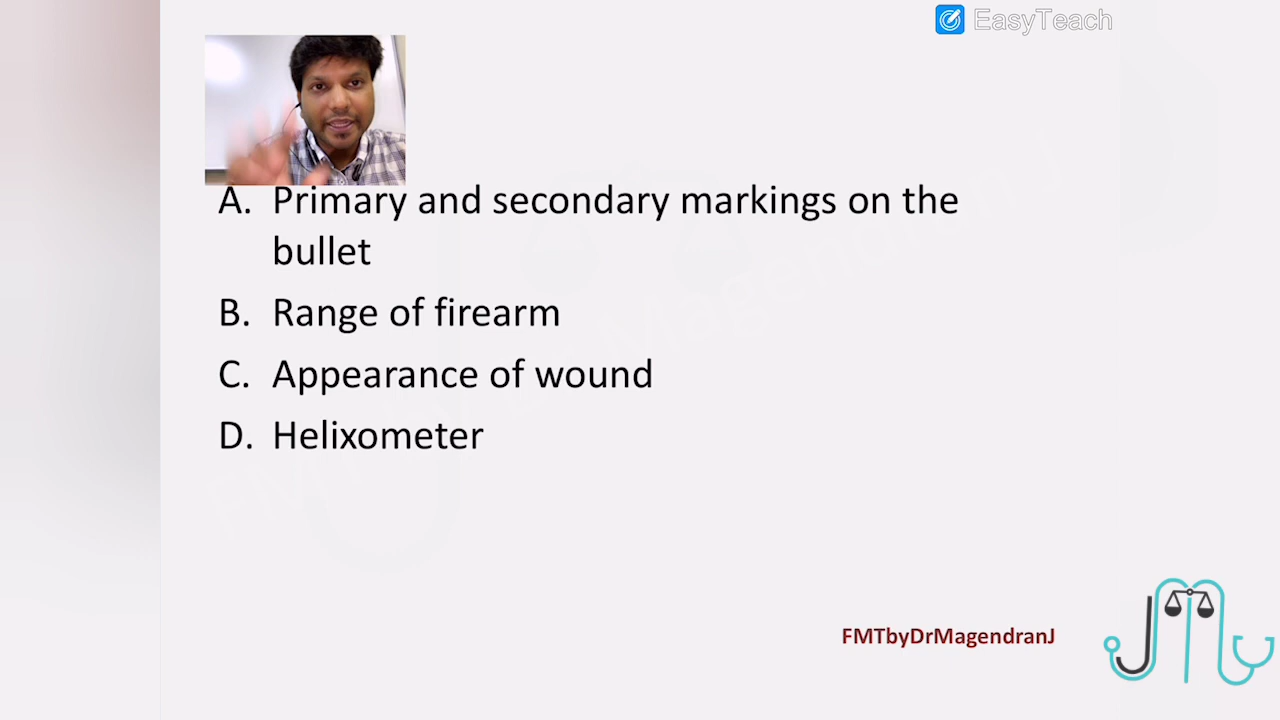 EasyTeach
A. Primary and secondary markings on the
bullet
B. Range of firearm
C. Appearance of wound
D. Helixometer
FMTbyDrMagendranJ